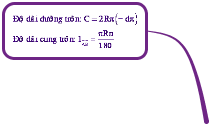 Độ dài đường tròn: C = 2Rπ(= dπ)
Độ dài cung tròn: l = πRn / 180